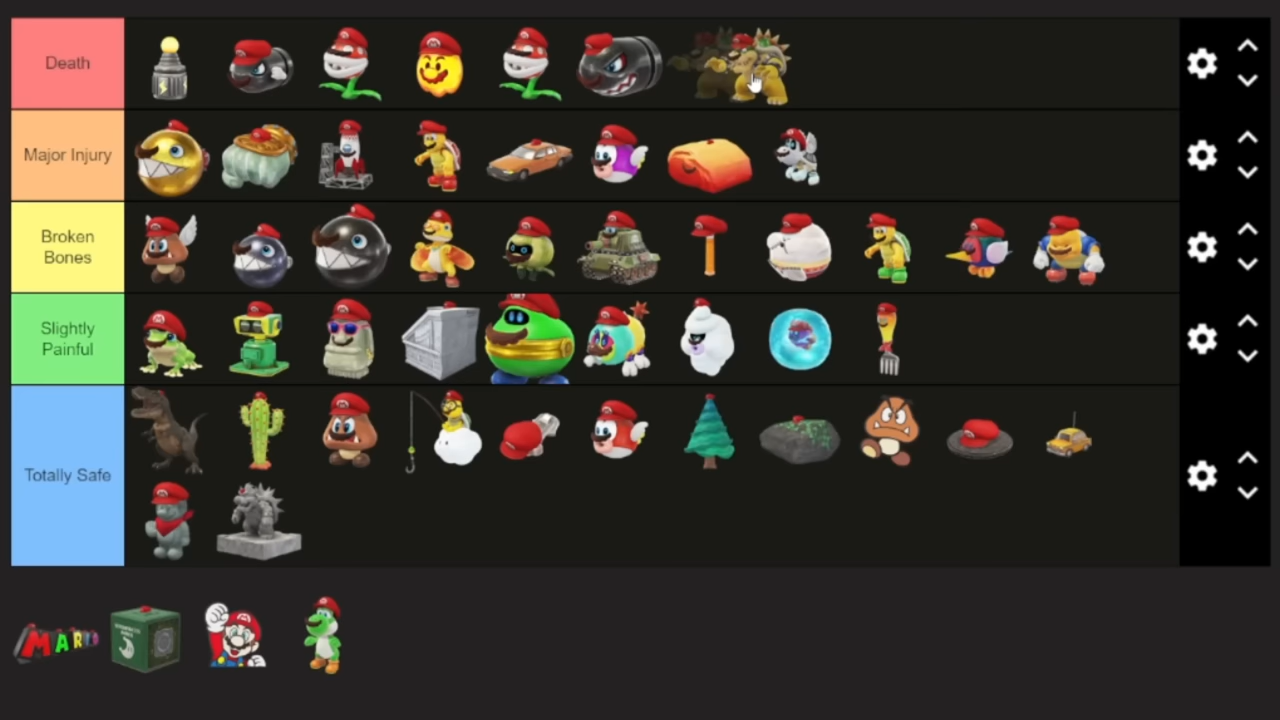 Death
Major Injury
Broken
Bones
Slightly
Painful
Totally Safe
MARIO